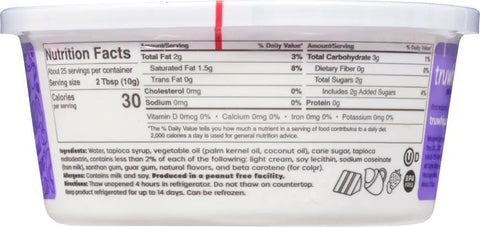 Nutrition Facts
About 25 servings per container
Serving size 2 Tbsp (10g)
Calories per serving 30
Amount/Serving % Daily Value*
Total Fat 2g 3%
Saturated Fat 1.5g 8%
Trans Fat 0g
Cholesterol 0mg 0%
Sodium 0mg 0%
Amount/Serving % Daily Value*
Total Carbohydrate 3g 1%
Dietary Fiber 0g 0%
Total Sugars 2g
Includes 2g Added Sugars 4%
Protein 0g
Vitamin D 0mcg 0% • Calcium 0mg 0% • Iron 0mg 0% • Potassium 0mg 0%
*The % Daily Value tells you how much a nutrient in a serving of food contributes to a daily diet.
2,000 calories a day is used for general nutrition advice.
Ingredients: Water, tapioca syrup, vegetable oil (palm kernel oil, coconut oil), cane sugar, tapioca
maltodextrin, contains less than 2% of each of the following: light cream, soy lecithin, sodium caseinate
(from milk), xanthan gum, guar gum, natural flavors, and beta carotene (for color).
Allergens: Contains milk and soy. Produced in a peanut free facility.
Directions: Thaw unopened 4 hours in refrigerator. Do not thaw on countertop.
Keep product refrigerated for up to 14 days. Can be refrozen.
U D
BPA
FREE